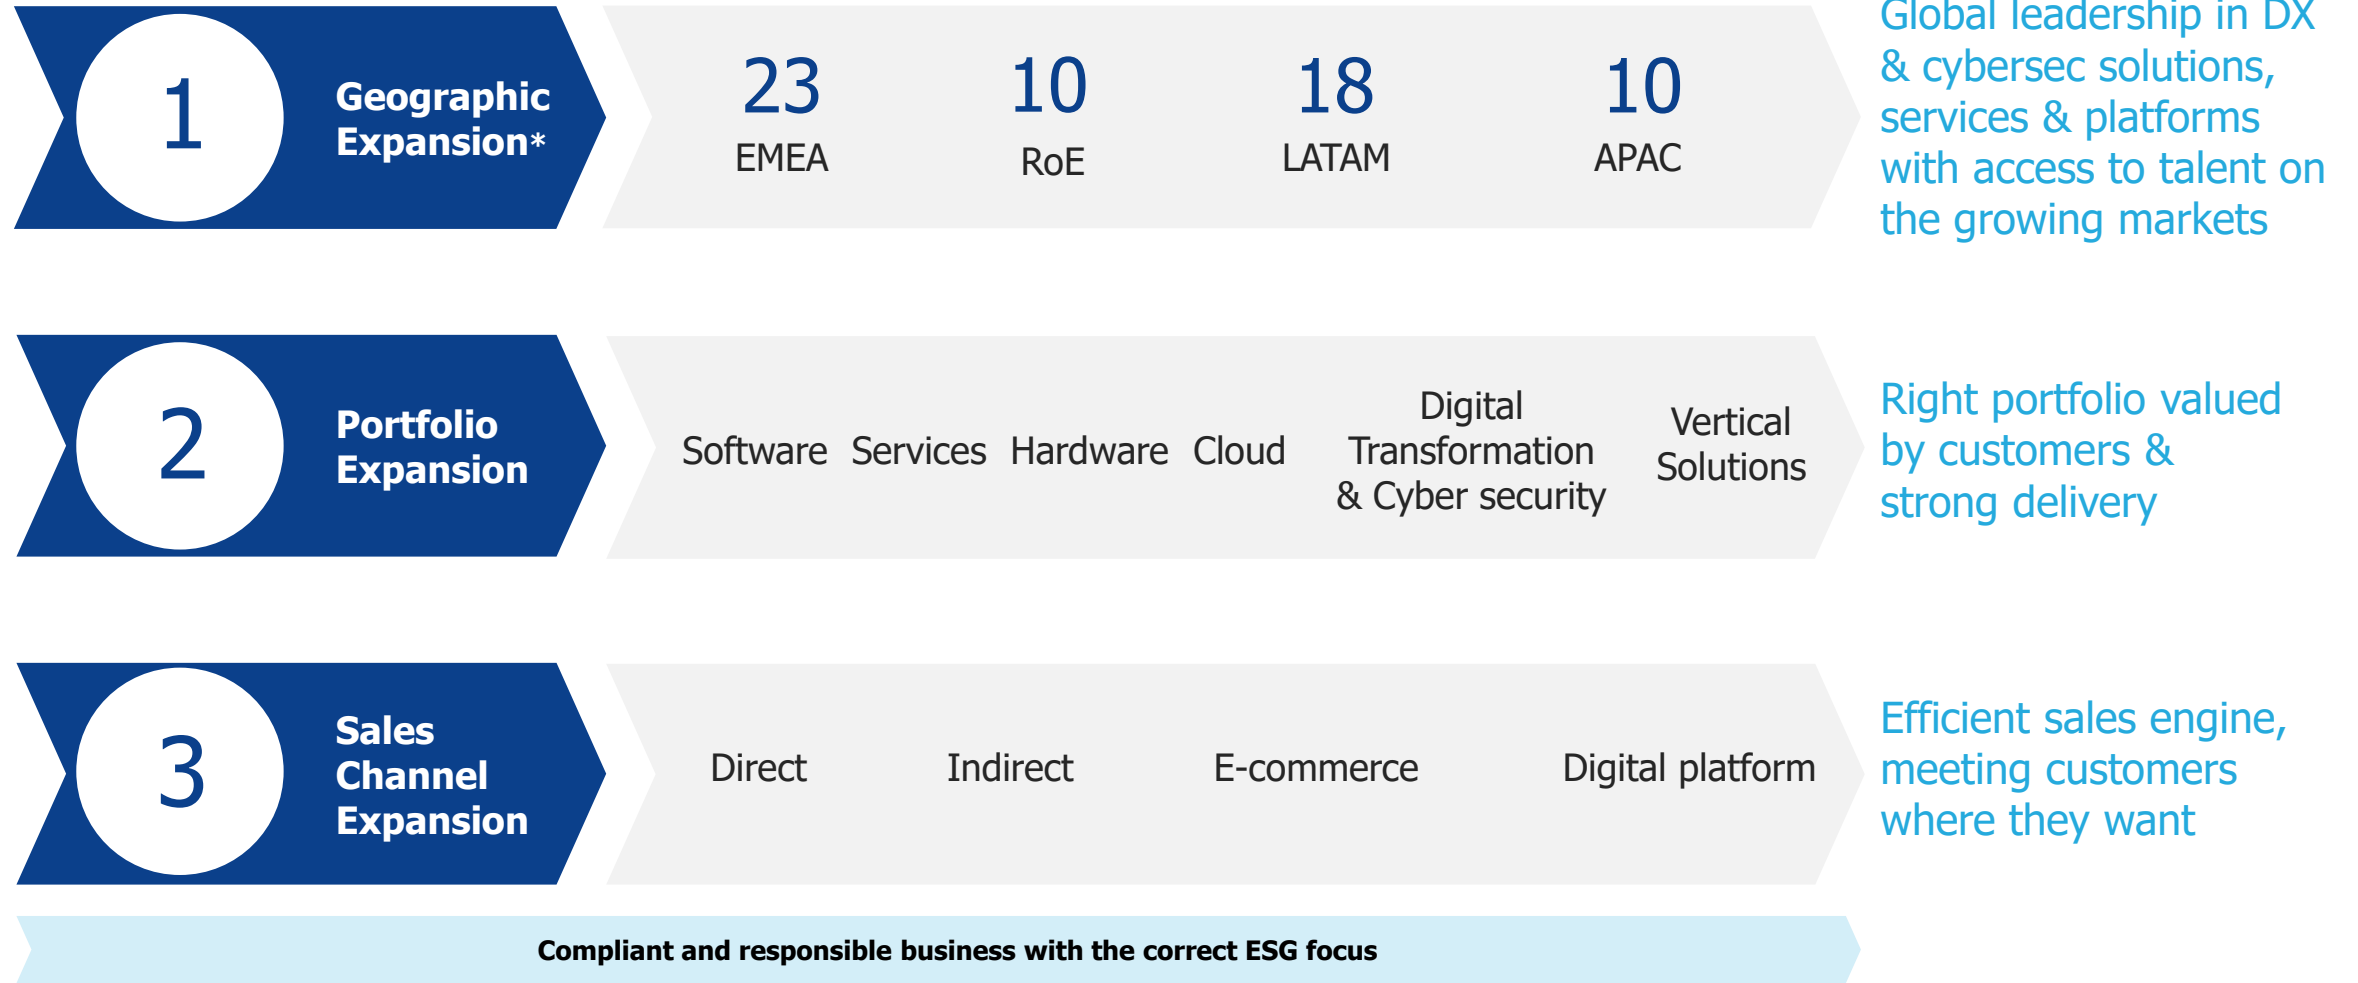 1
Geographic
Expansion*
23
EMEA
10
RoE
18
LATAM
10
APAC
Global leadership in DX
& cybersec solutions,
services & platforms
with access to talent on
the growing markets
2
Portfolio
Expansion
Software
Services
Hardware
Cloud
Digital
Transformation
& Cyber security
Vertical
Solutions
Right portfolio valued
by customers &
strong delivery
3
Sales
Channel
Expansion
Direct
Indirect
E-commerce
Digital platform
Efficient sales engine,
meeting customers
where they want
Compliant and responsible business with the correct ESG focus